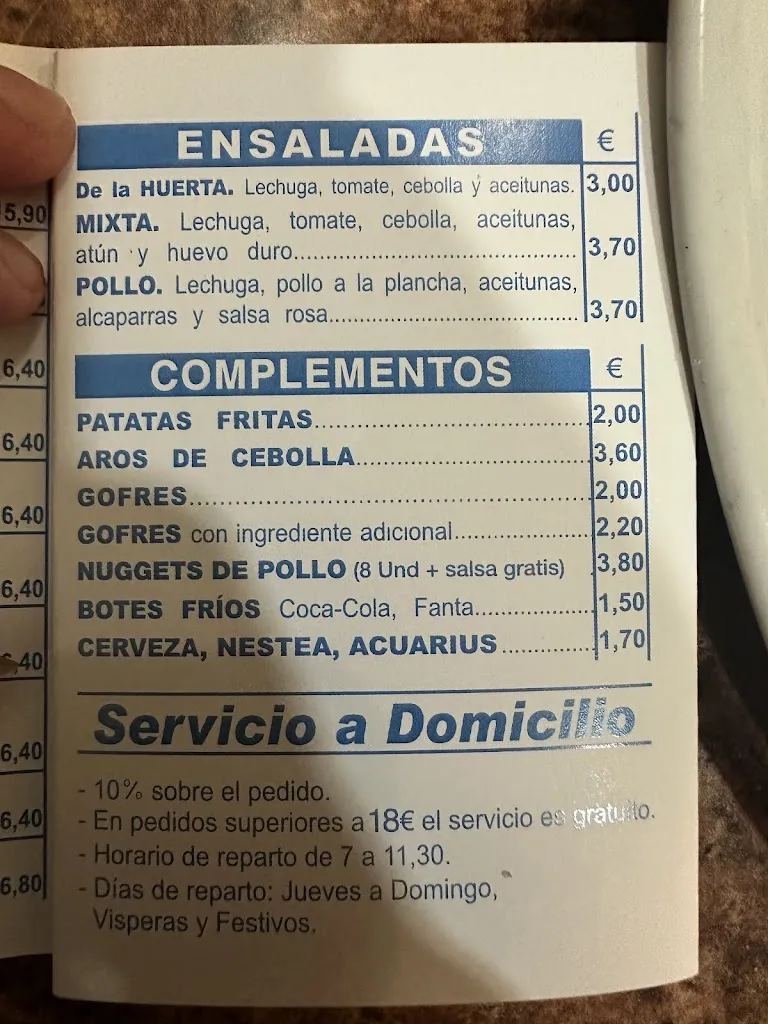 5,90
6,40
6,40
6,40
6,40
,40
6,40
6,40
6,80
ENSALADAS €
De la HUERTA. Lechuga, tomate, cebolla y aceitunas. 3,00
MIXTA. Lechuga, tomate, cebolla, aceitunas,
atún y huevo duro.................................................. 3,70
POLLO. Lechuga, pollo a la plancha, aceitunas,
alcaparras y salsa rosa............................................ 3,70
COMPLEMENTOS €
PATATAS FRITAS............................................... 2,00
AROS DE CEBOLLA........................................ 3,60
GOFRES.................................................................... 2,00
GOFRES con ingrediente adicional....................... 2,20
NUGGETS DE POLLO (8 Und + salsa gratis) 3,80
BOTES FRÍOS Coca-Cola, Fanta.................... 1,50
CERVEZA, NESTEA, ACUARIUS................ 1,70
Servicio a Domicilio
- 10% sobre el pedido.
- En pedidos superiores a 18€ el servicio es gratuito.
- Horario de reparto de 7 a 11,30.
- Días de reparto: Jueves a Domingo,
Visperas y Festivos.